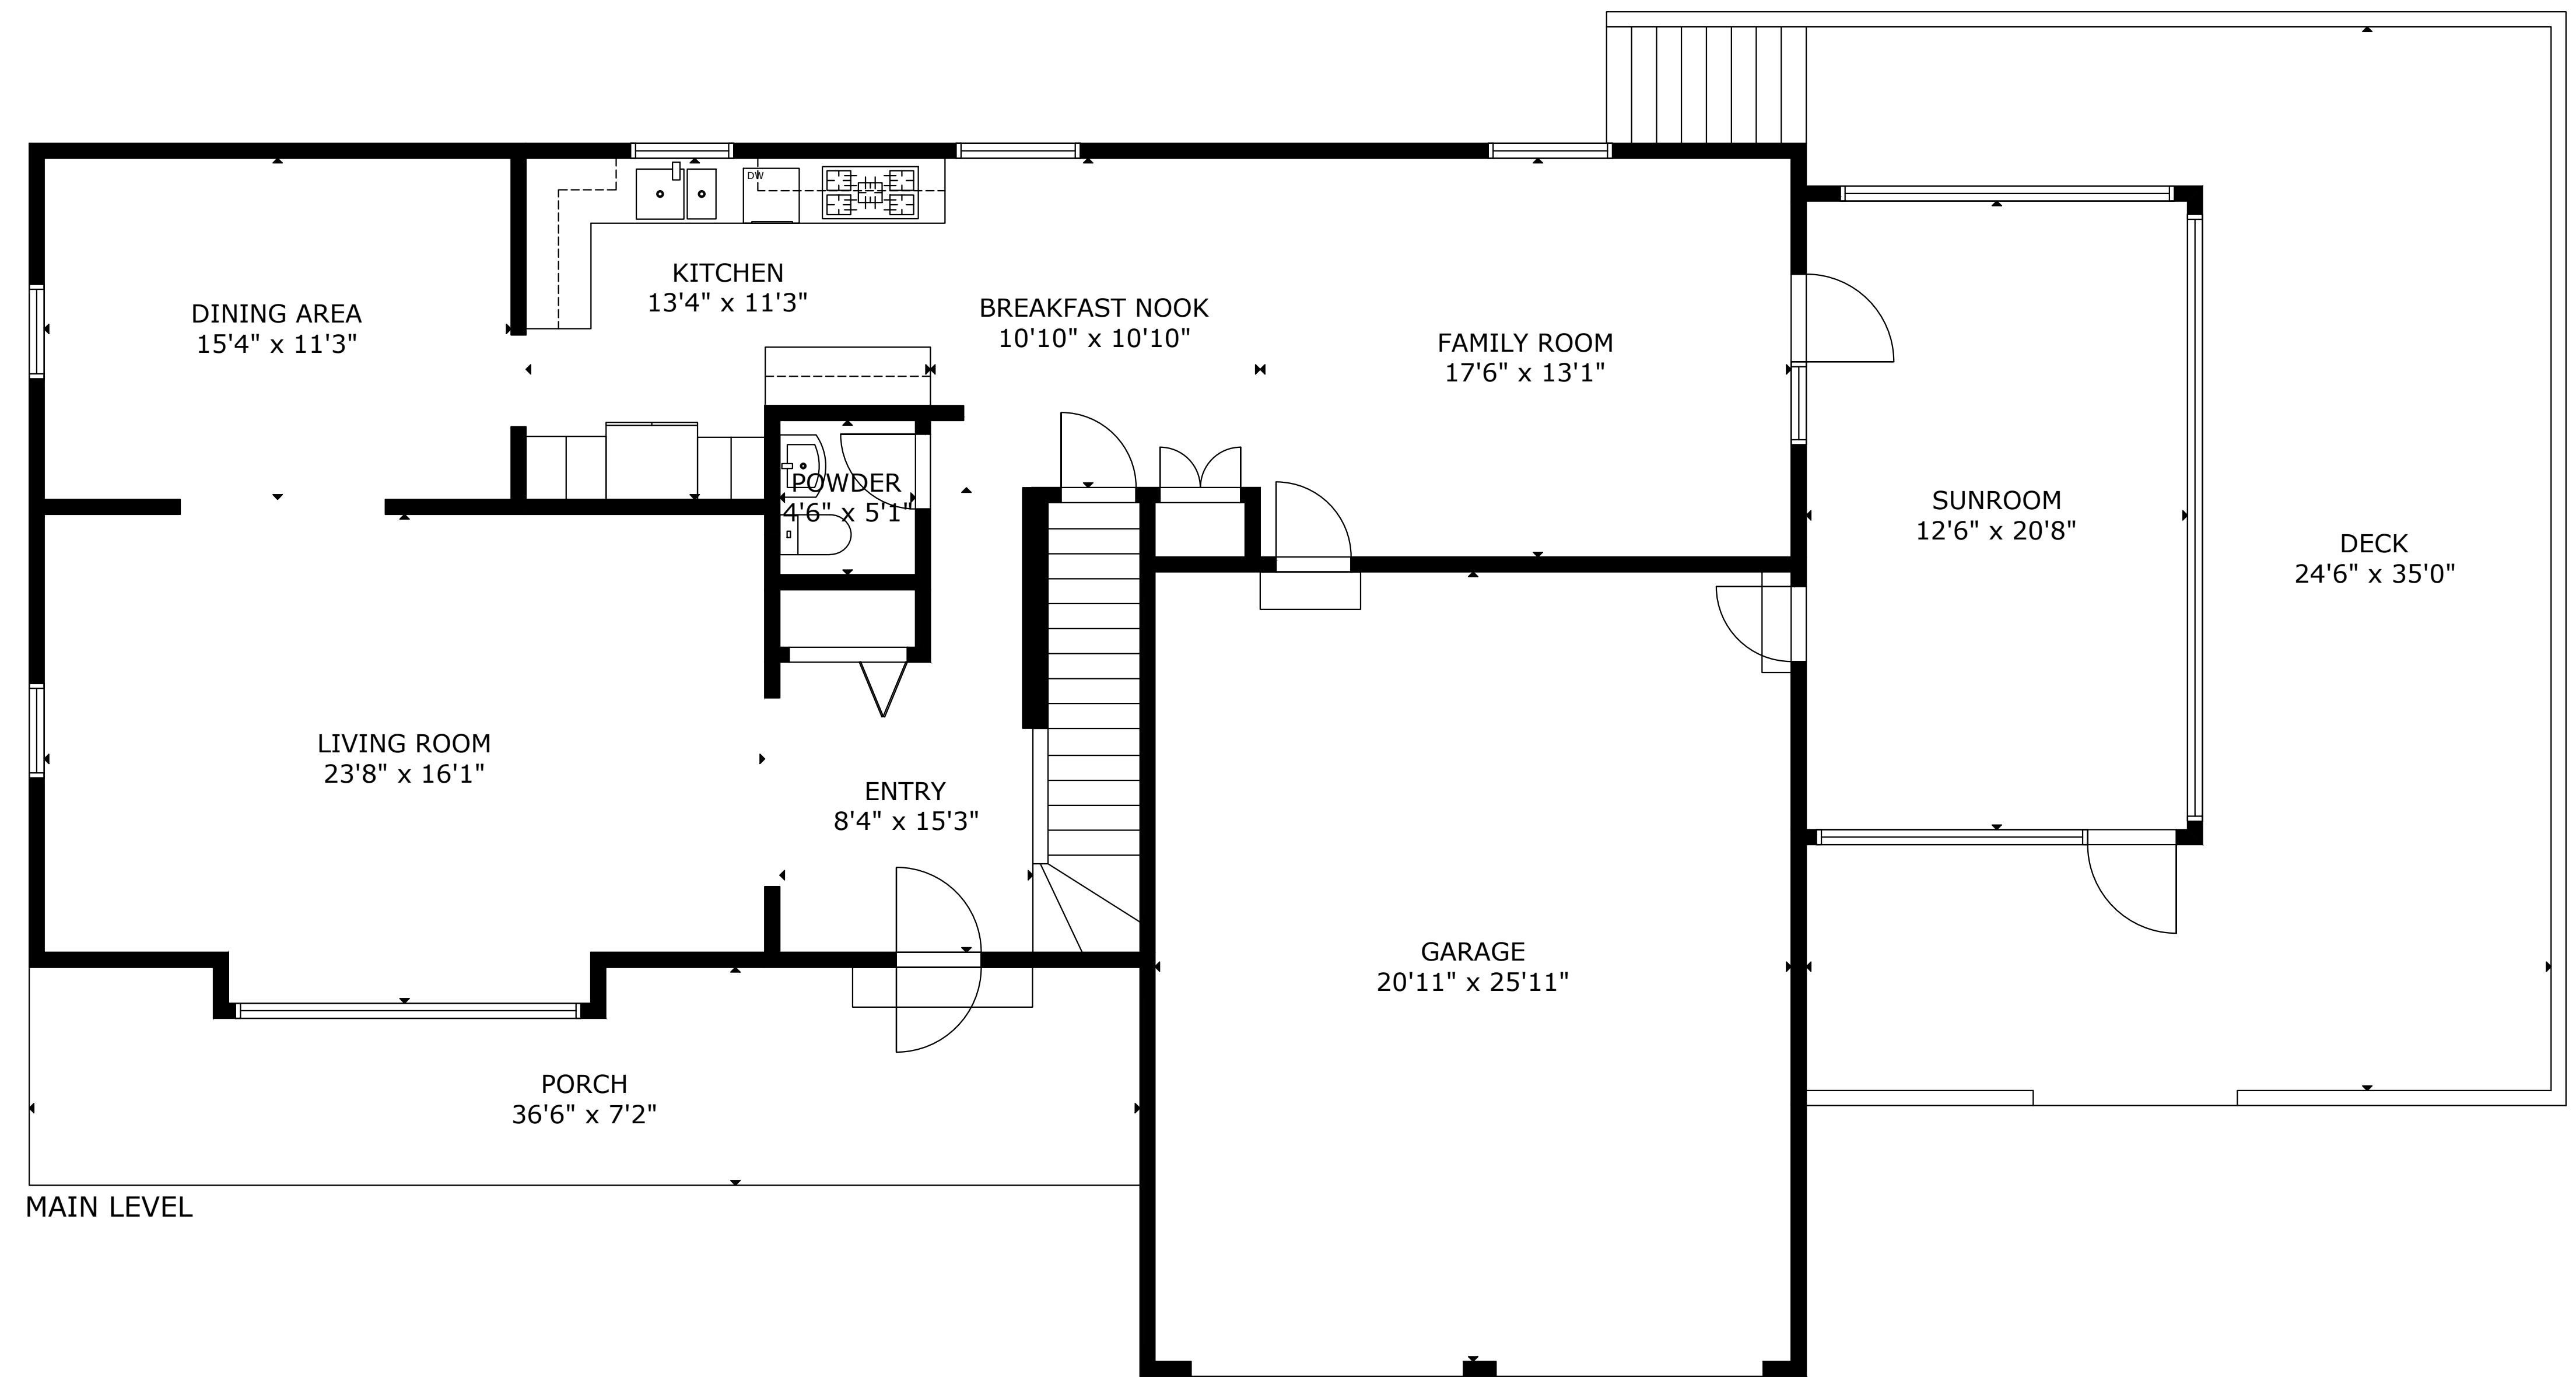 DW
KITCHEN
13'4" x 11'3"
DINING AREA
15'4" x 11'3"
BREAKFAST NOOK
10'10" x 10'10"
FAMILY ROOM
17'6" x 13'1"
POWDER
4'6" x 5'1"
SUNROOM
12'6" x 20'8"
DECK
24'6" x 35'0"
LIVING ROOM
23'8" x 16'1"
ENTRY
8'4" x 15'3"
GARAGE
20'11" x 25'11"
PORCH
36'6" x 7'2"
MAIN LEVEL